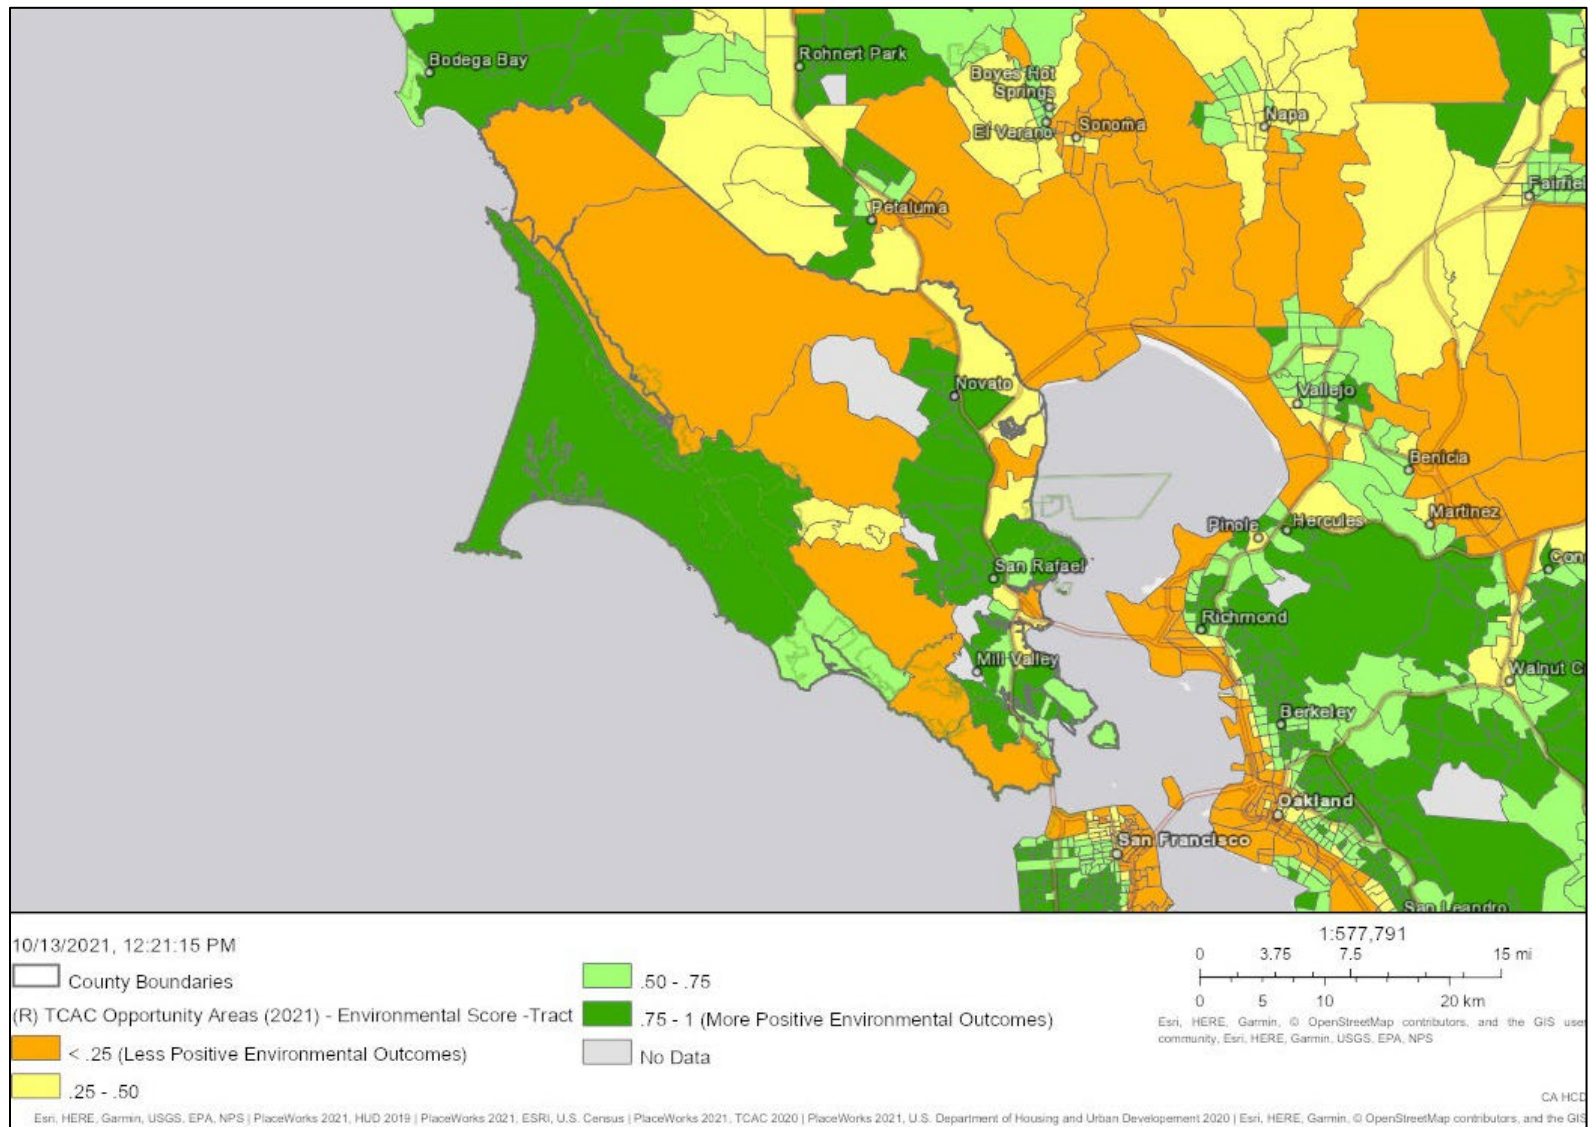 Bodega Bay
Rohnert Park
Boyes Hot
Springs
El Verano
Sonoma
Napa
Fairfiel
Petaluma
Novato
Vallejo
Benicia
Martinez
Pinole
Hercules
Con
San Rafael
Richmond
Mill Valley
Walnut C
Berkeley
Oakland
San Francisco
San Leandro
10/13/2021, 12:21:15 PM
County Boundaries
(R) TCAC Opportunity Areas (2021) - Environmental Score -Tract
< .25 (Less Positive Environmental Outcomes)
.25 - .50
.50 - .75
.75 - 1 (More Positive Environmental Outcomes)
No Data
1:577,791
0 3.75 7.5 15 mi
0 5 10 20 km
Esri, HERE, Garmin, © OpenStreetMap contributors, and the GIS user
community, Esri, HERE, Garmin, USGS, EPA, NPS
CA HCD
Esri, HERE, Garmin, USGS, EPA, NPS | PlaceWorks 2021, HUD 2019 | PlaceWorks 2021, ESRI, U.S. Census | PlaceWorks 2021, TCAC 2020 | PlaceWorks 2021, U.S. Department of Housing and Urban Developement 2020 | Esri, HERE, Garmin, © OpenStreetMap contributors, and the GIS